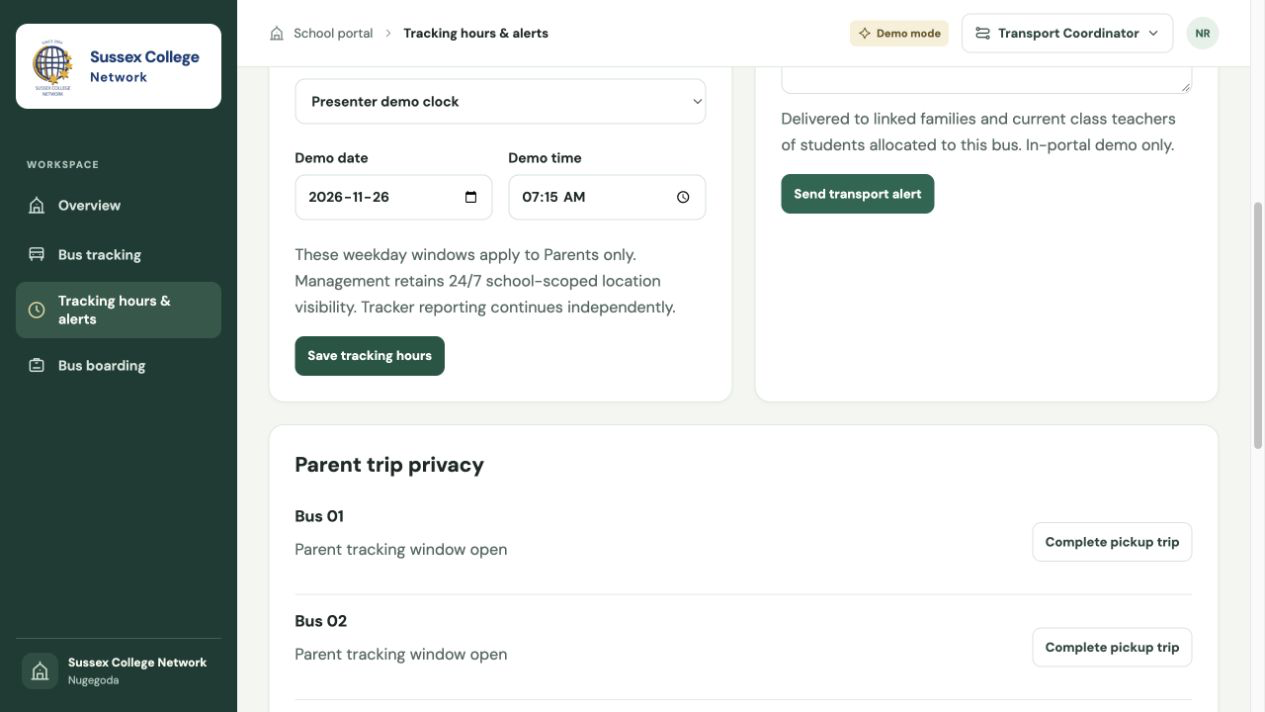 SINCE 1984
SUSSEX COLLEGE
NETWORK
Sussex College
Network
WORKSPACE
Overview
Bus tracking
Tracking hours &
alerts
Bus boarding
Sussex College Network
Nugegoda
School portal > Tracking hours & alerts
Demo mode
Transport Coordinator
NR
Presenter demo clock
Demo date
Demo time
2026-11-26
07:15 AM
These weekday windows apply to Parents only.
Management retains 24/7 school-scoped location
visibility. Tracker reporting continues independently.
Save tracking hours
Delivered to linked families and current class teachers
of students allocated to this bus. In-portal demo only.
Send transport alert
Parent trip privacy
Bus 01
Parent tracking window open
Complete pickup trip
Bus 02
Parent tracking window open
Complete pickup trip